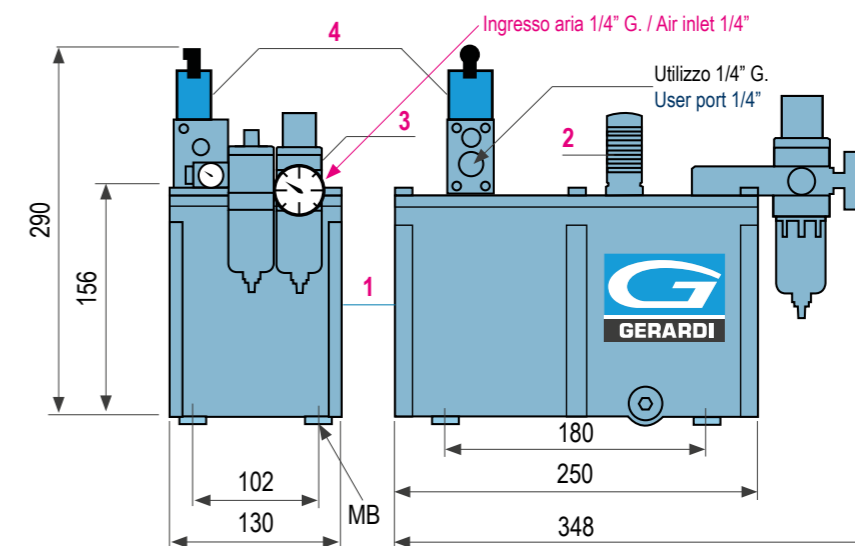 4
Ingresso aria 1/4” G. / Air inlet 1/4”
Utilizzo 1/4” G.
User port 1/4”
3
2
290
156
1
G
GERARDI
180
102
250
MB
130
348